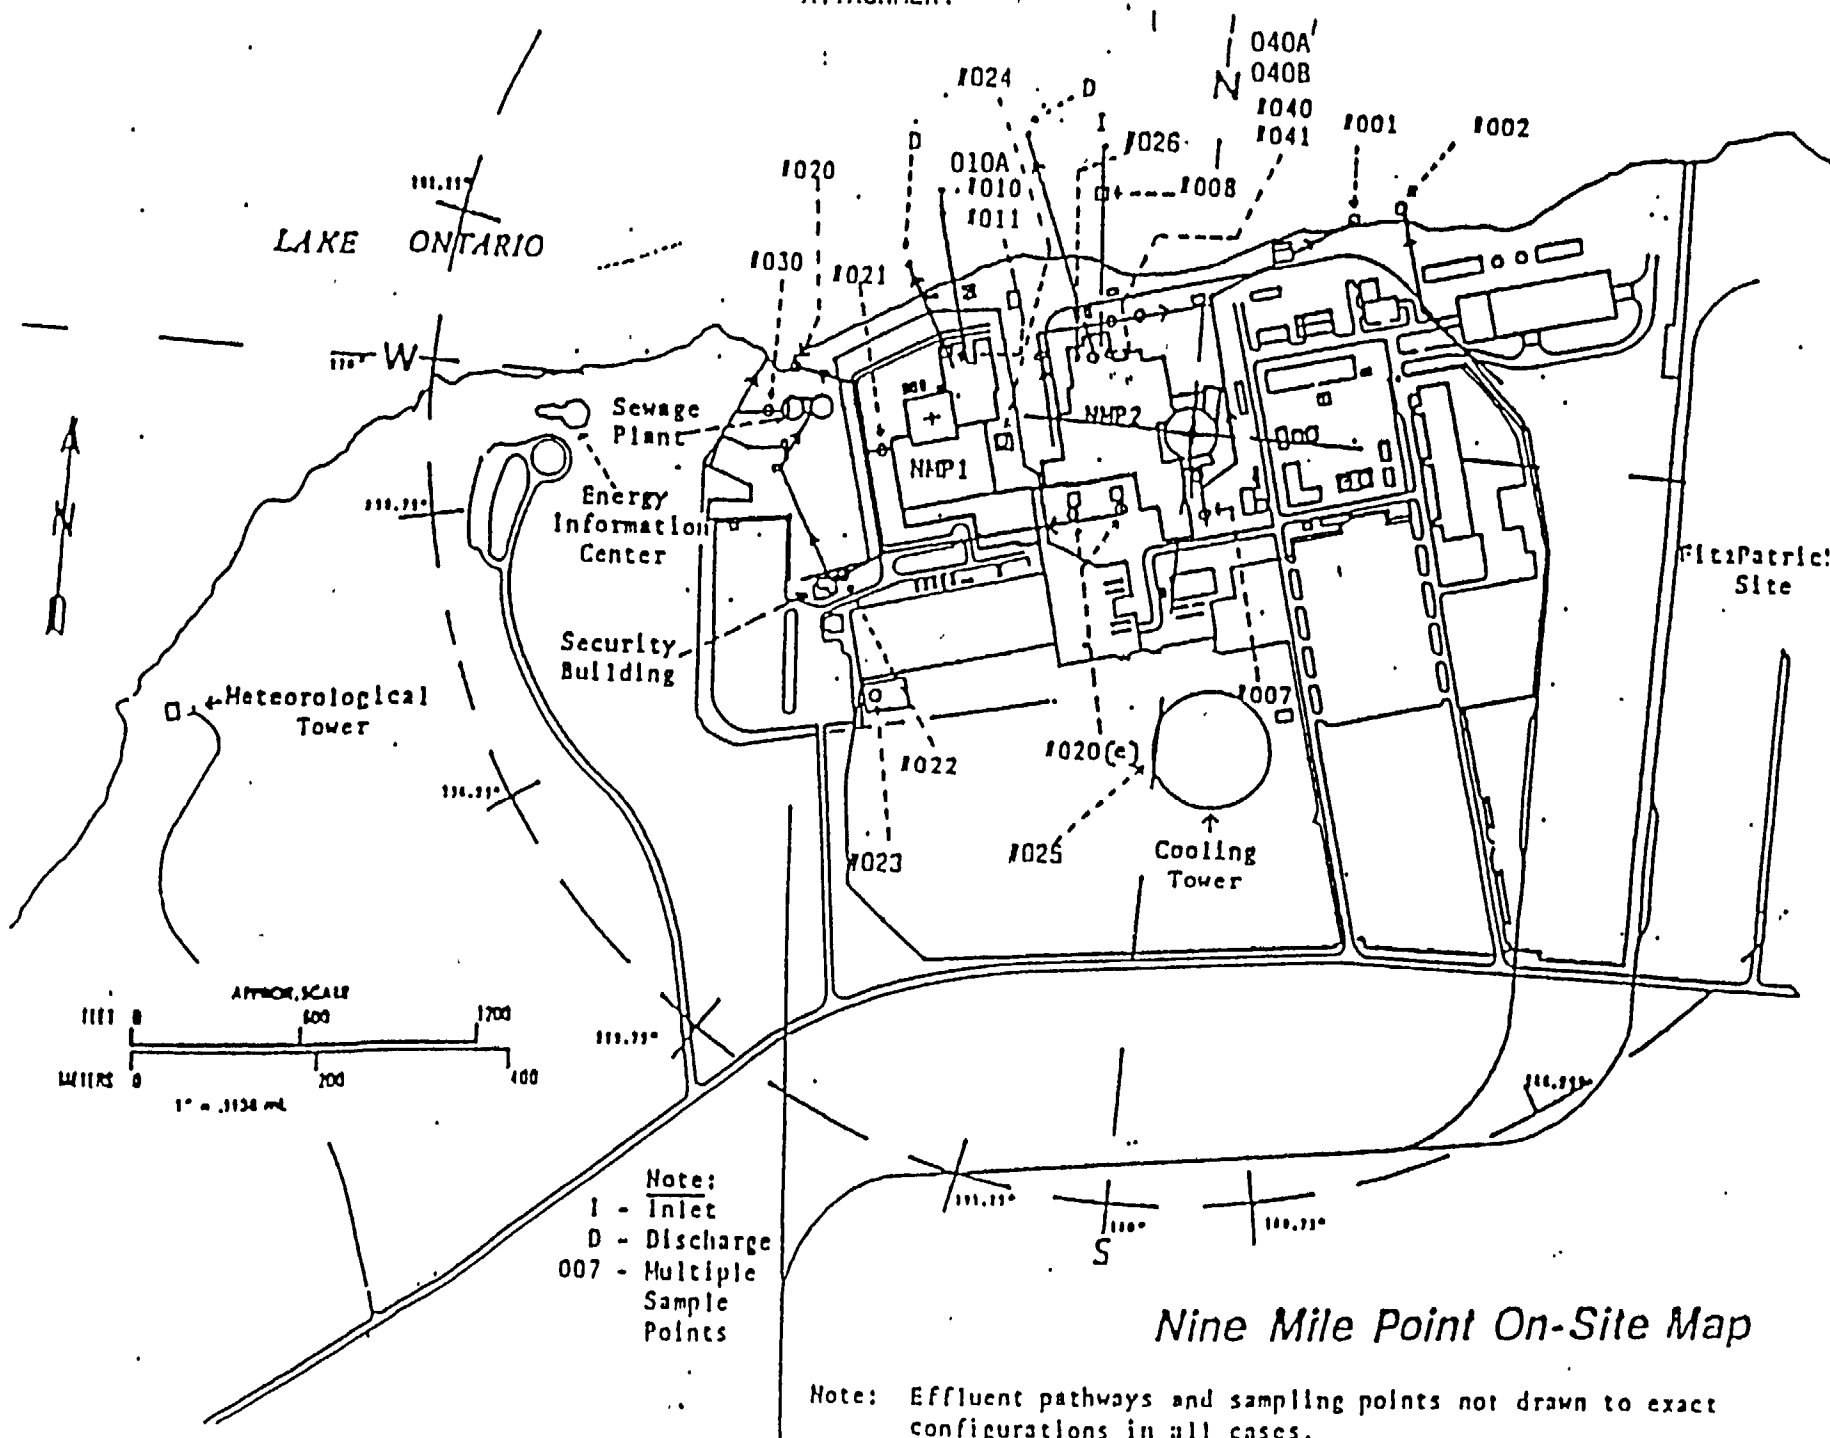 040A
040B
#024
D
N
#040
#041
I
#001
#002
D
#026
#020
010A
#010
#008
#011
LAKE ONTARIO
#030
#021
W
Sewage
Plant
NMP2
NMP1
N
Energy
Information
Center
Site
Security
Building
Meteorological
Tower
#007
#022
#020(e)
#023
#025
Cooling
Tower
APPROX. SCALE
FEET 0 600 1200
METERS 0 200 400
Note:
I - Inlet
D - Discharge
007 - Multiple
Sample
Points
180°
S
Nine Mile Point On-Site Map
Note: Effluent pathways and sampling points not drawn to exact
configurations in all cases.